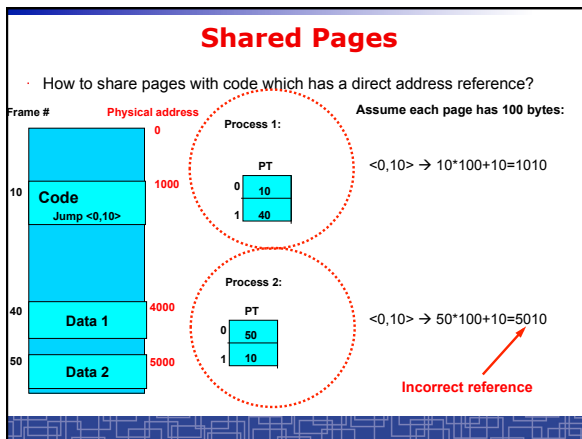 Shared Pages
· How to share pages with code which has a direct address reference?
Frame #
Physical address
0
10
1000
Code
Jump <0,10>
40
4000
Data 1
50
5000
Data 2
Process 1:
PT
0
10
1
40
Process 2:
PT
0
50
1
10
Assume each page has 100 bytes:
<0,10> → 10*100+10=1010
<0,10> → 50*100+10=5010
Incorrect reference